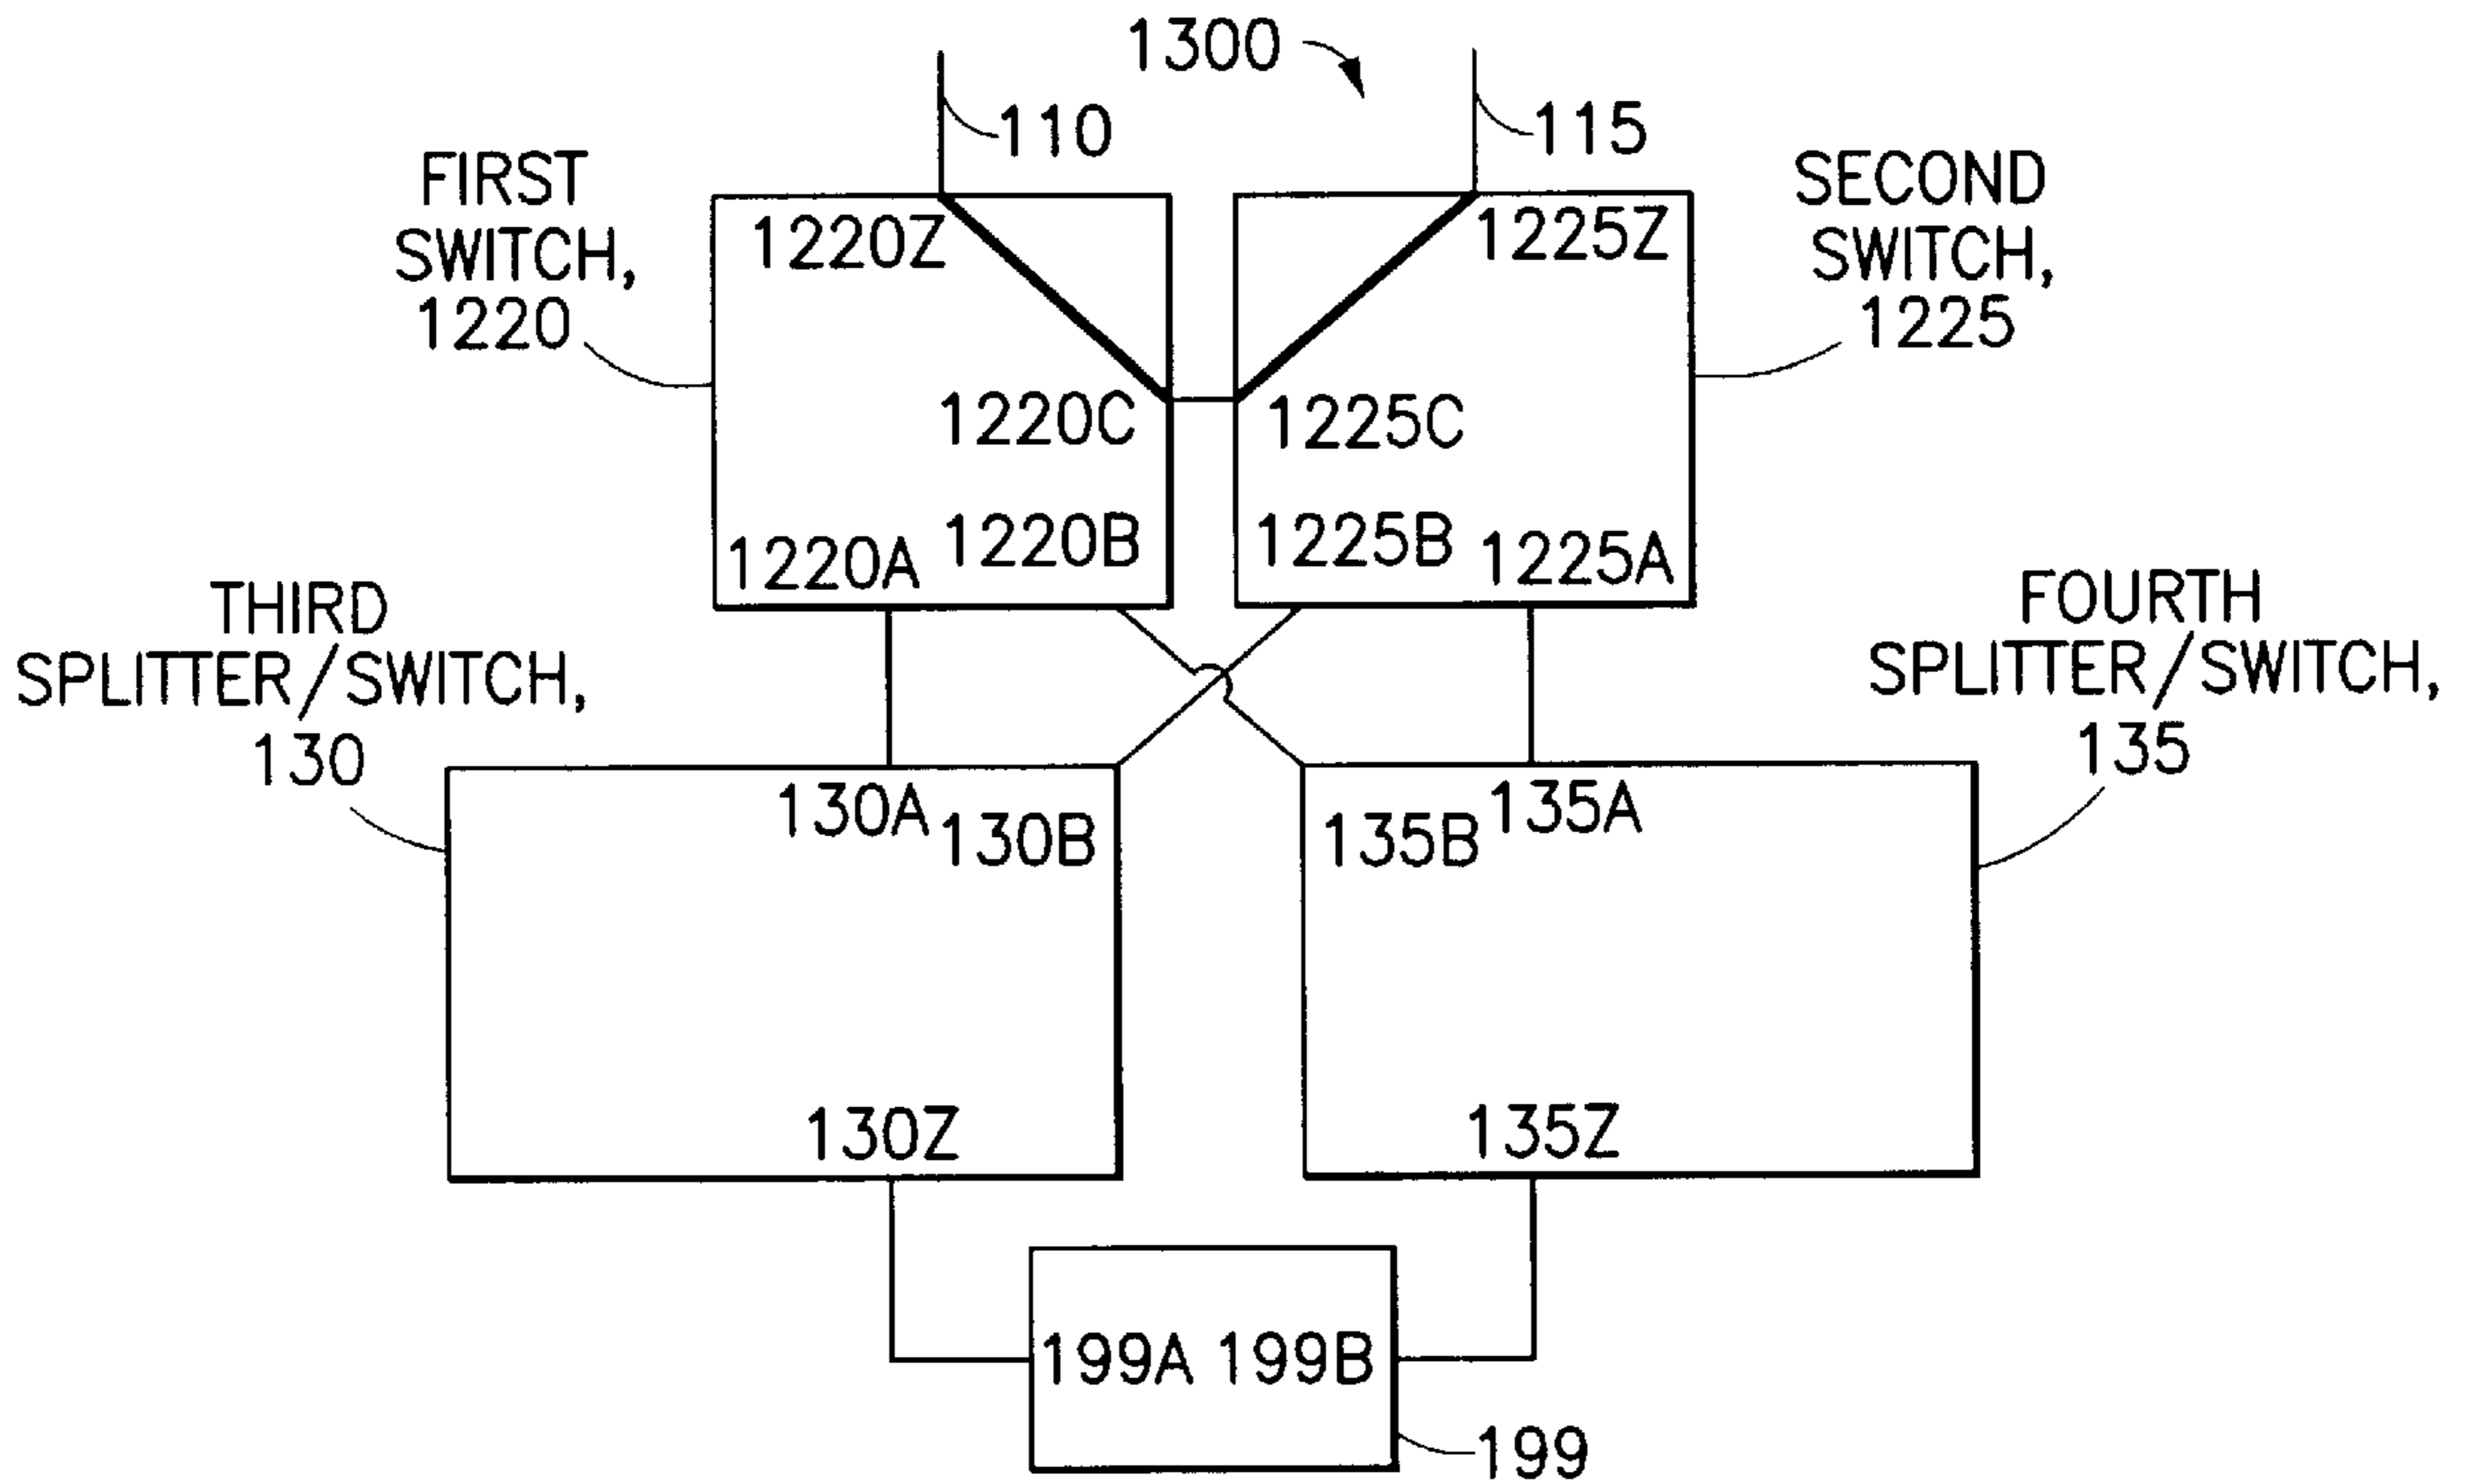 1300
110
115
FIRST
SWITCH,
1220
SECOND
SWITCH,
1225
1220Z
1225Z
1220C
1225C
1220B
1225B
1220A
1225A
THIRD
SPLITTER/SWITCH,
130
FOURTH
SPLITTER/SWITCH,
135
130A
130B
135B
135A
130Z
135Z
199A
199B
199